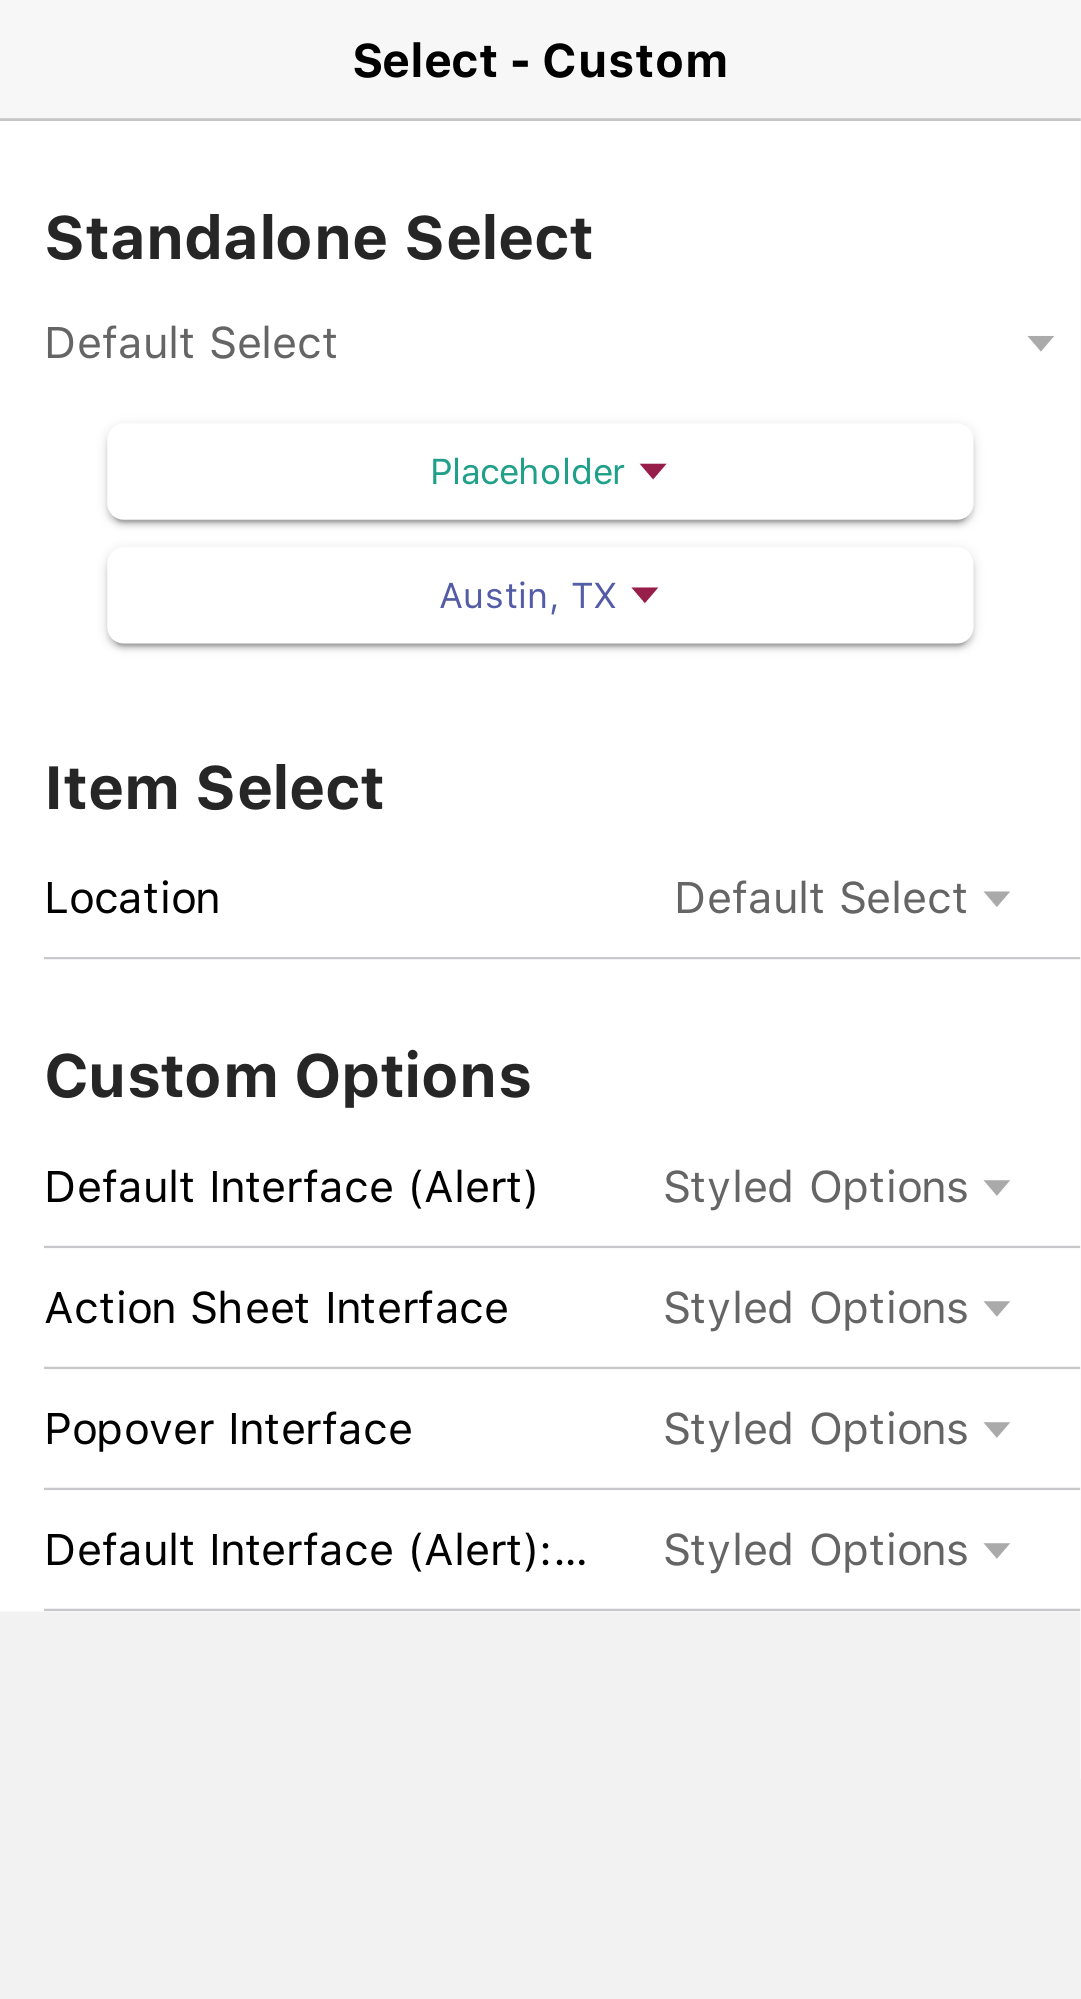 Select - Custom
Standalone Select
Default Select
Placeholder
Austin, TX
Item Select
Location Default Select
Custom Options
Default Interface (Alert) Styled Options
Action Sheet Interface Styled Options
Popover Interface Styled Options
Default Interface (Alert):... Styled Options